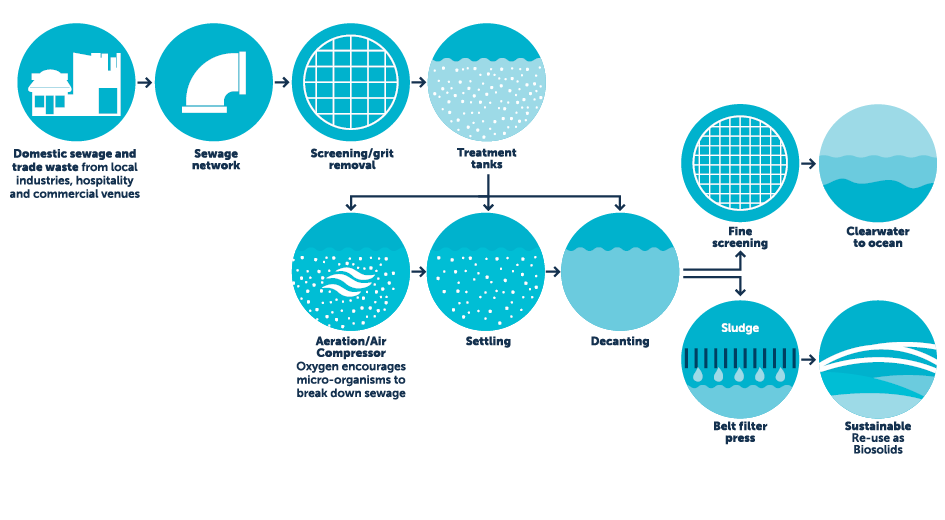 Domestic sewage and
trade waste from local
industries, hospitality
and commercial venues
Sewage
network
Screening/grit
removal
Treatment
tanks
Aeration/Air
Compressor
Oxygen encourages
micro-organisms to
break down sewage
Settling
Decanting
Fine
screening
Clearwater
to ocean
Sludge
Belt filter
press
Sustainable
Re-use as
Biosolids